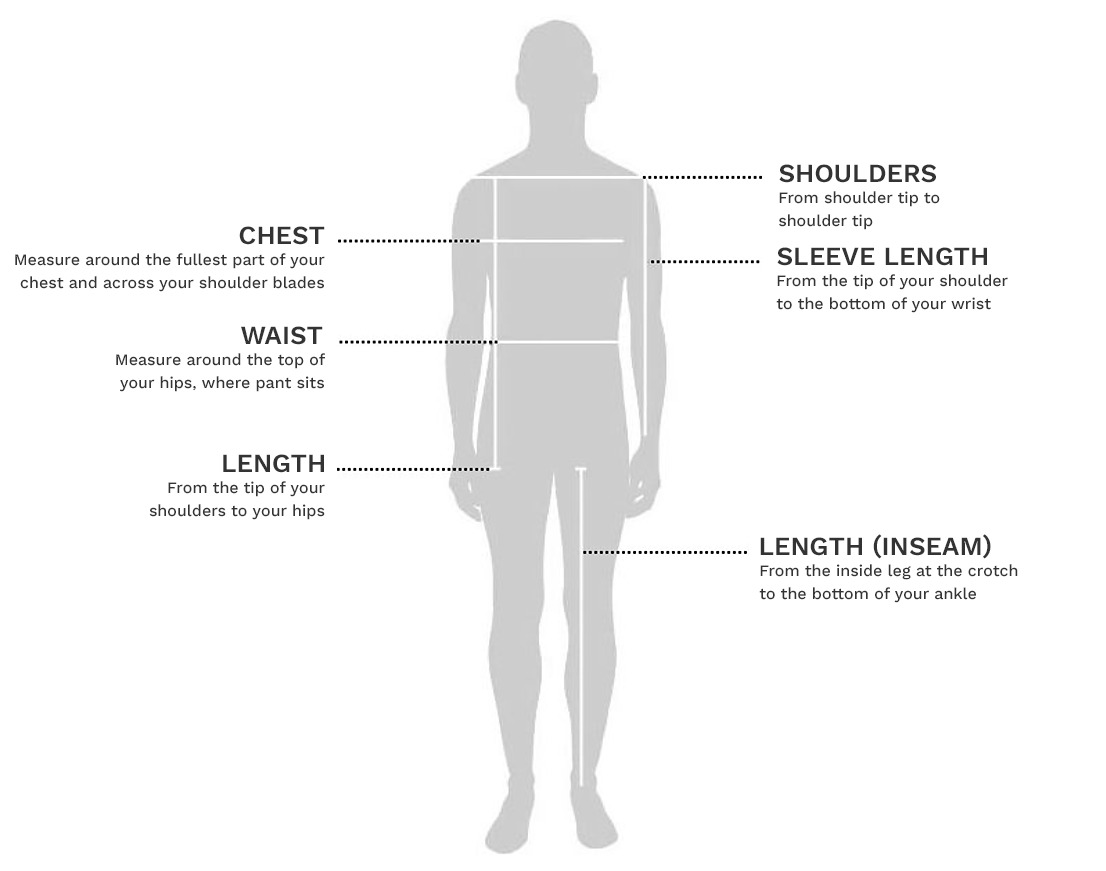 SHOULDERS
From shoulder tip to
shoulder tip
CHEST
Measure around the fullest part of your
chest and across your shoulder blades
SLEEVE LENGTH
From the tip of your shoulder
to the bottom of your wrist
WAIST
Measure around the top of
your hips, where pant sits
LENGTH
From the tip of your
shoulders to your hips
LENGTH (INSEAM)
From the inside leg at the crotch
to the bottom of your ankle